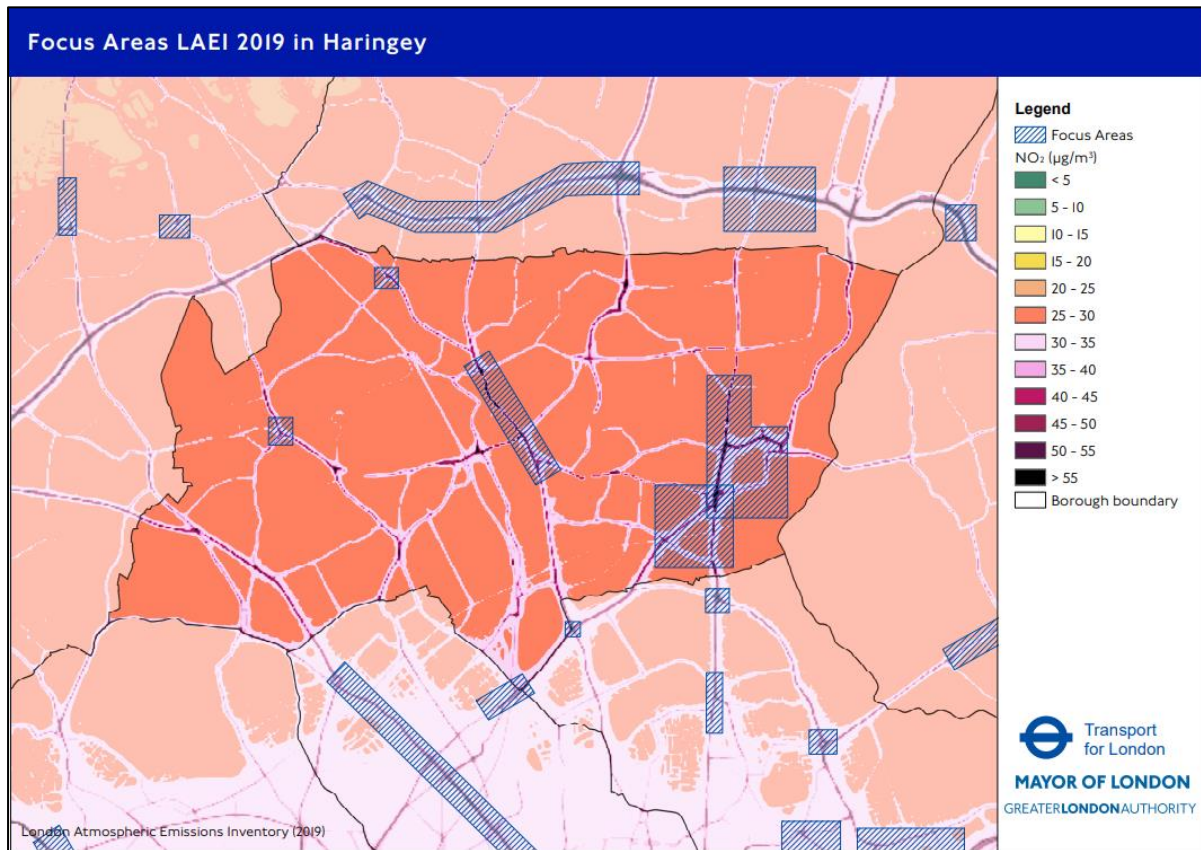 Focus Areas LAEI 2019 in Haringey
Legend
Focus Areas
NO₂ (µg/m³)
< 5
5 - 10
10 - 15
15 - 20
20 - 25
25 - 30
30 - 35
35 - 40
40 - 45
45 - 50
50 - 55
> 55
Borough boundary
Transport
for London
MAYOR OF LONDON
GREATERLONDONAUTHORITY
London Atmospheric Emissions Inventory (2019)